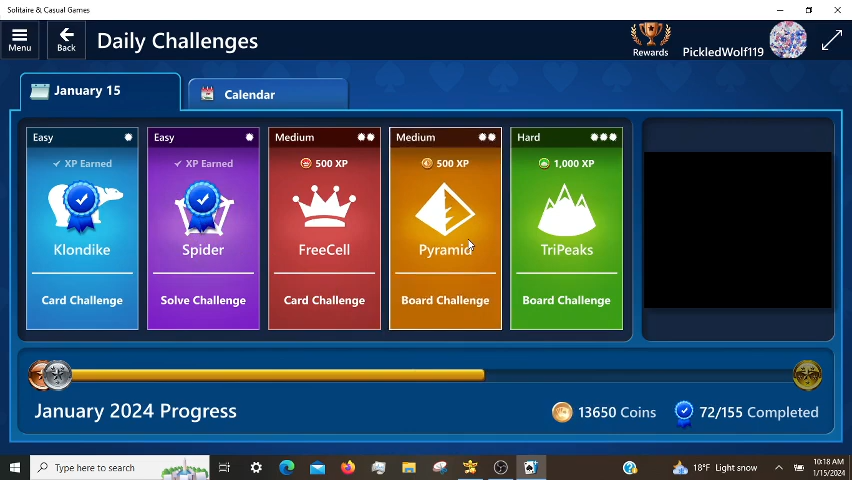 Solitaire & Casual Games
Menu
Back
Daily Challenges
Rewards
PickledWolf119
January 15
Calendar
Easy
XP Earned
Klondike
Card Challenge
Easy
XP Earned
Spider
Solve Challenge
Medium
500 XP
FreeCell
Card Challenge
Medium
500 XP
Pyramid
Board Challenge
Hard
1,000 XP
TriPeaks
Board Challenge
January 2024 Progress
13650 Coins
72/155 Completed
Type here to search
18°F Light snow
10:18 AM
1/15/2024